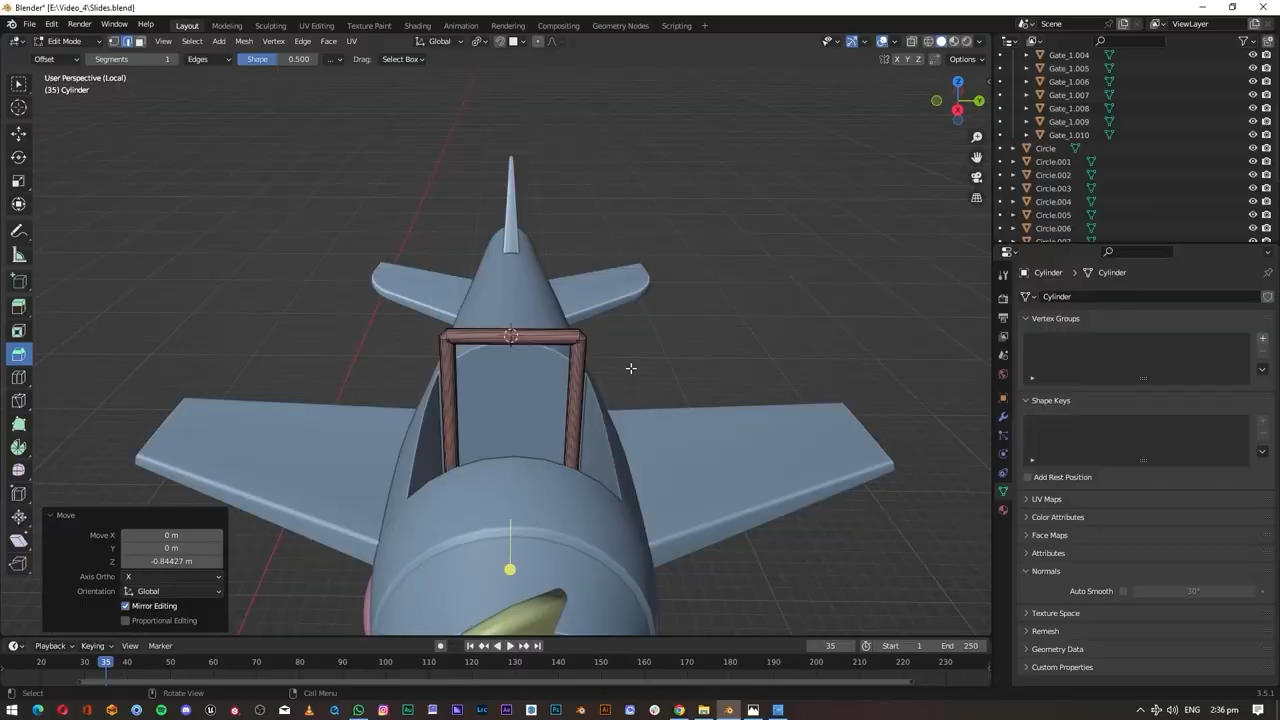 Blender* [E:\Video_4\Slides.blend]
File Edit Render Window Help Layout Modeling Sculpting UV Editing Texture Paint Shading Animation Rendering Compositing Geometry Nodes Scripting + Scene ViewLayer
Edit Mode View Select Add Mesh Vertex Edges Edge Face UV Global
Offset Segments 1 Edges Shape 0.500 ... Drag: Select Box X Y Z Options
User Perspective (Local)
(35) Cylinder
Z
Y
X
Gate_1.004
Gate_1.005
Gate_1.006
Gate_1.007
Gate_1.008
Gate_1.009
Gate_1.010
Circle
Circle.001
Circle.002
Circle.003
Circle.004
Circle.005
Circle.006
Circle.007
Cylinder > Cylinder
Cylinder
Vertex Groups
Shape Keys
Add Rest Position
UV Maps
Color Attributes
Face Maps
Attributes
Normals
Auto Smooth 30°
Texture Space
Remesh
Geometry Data
Custom Properties
Move
Move X 0 m
Y 0 m
Z -0.84427 m
Axis Ortho X
Orientation Global
Mirror Editing
Proportional Editing
Playback Keying View Marker 35 Start 1 End 250
20 30 35 40 50 60 70 80 90 100 110 120 130 140 150 160 170 180 190 200 210 220 230
Select Rotate View Call Menu 3.5.1
ENG 2:36 pm